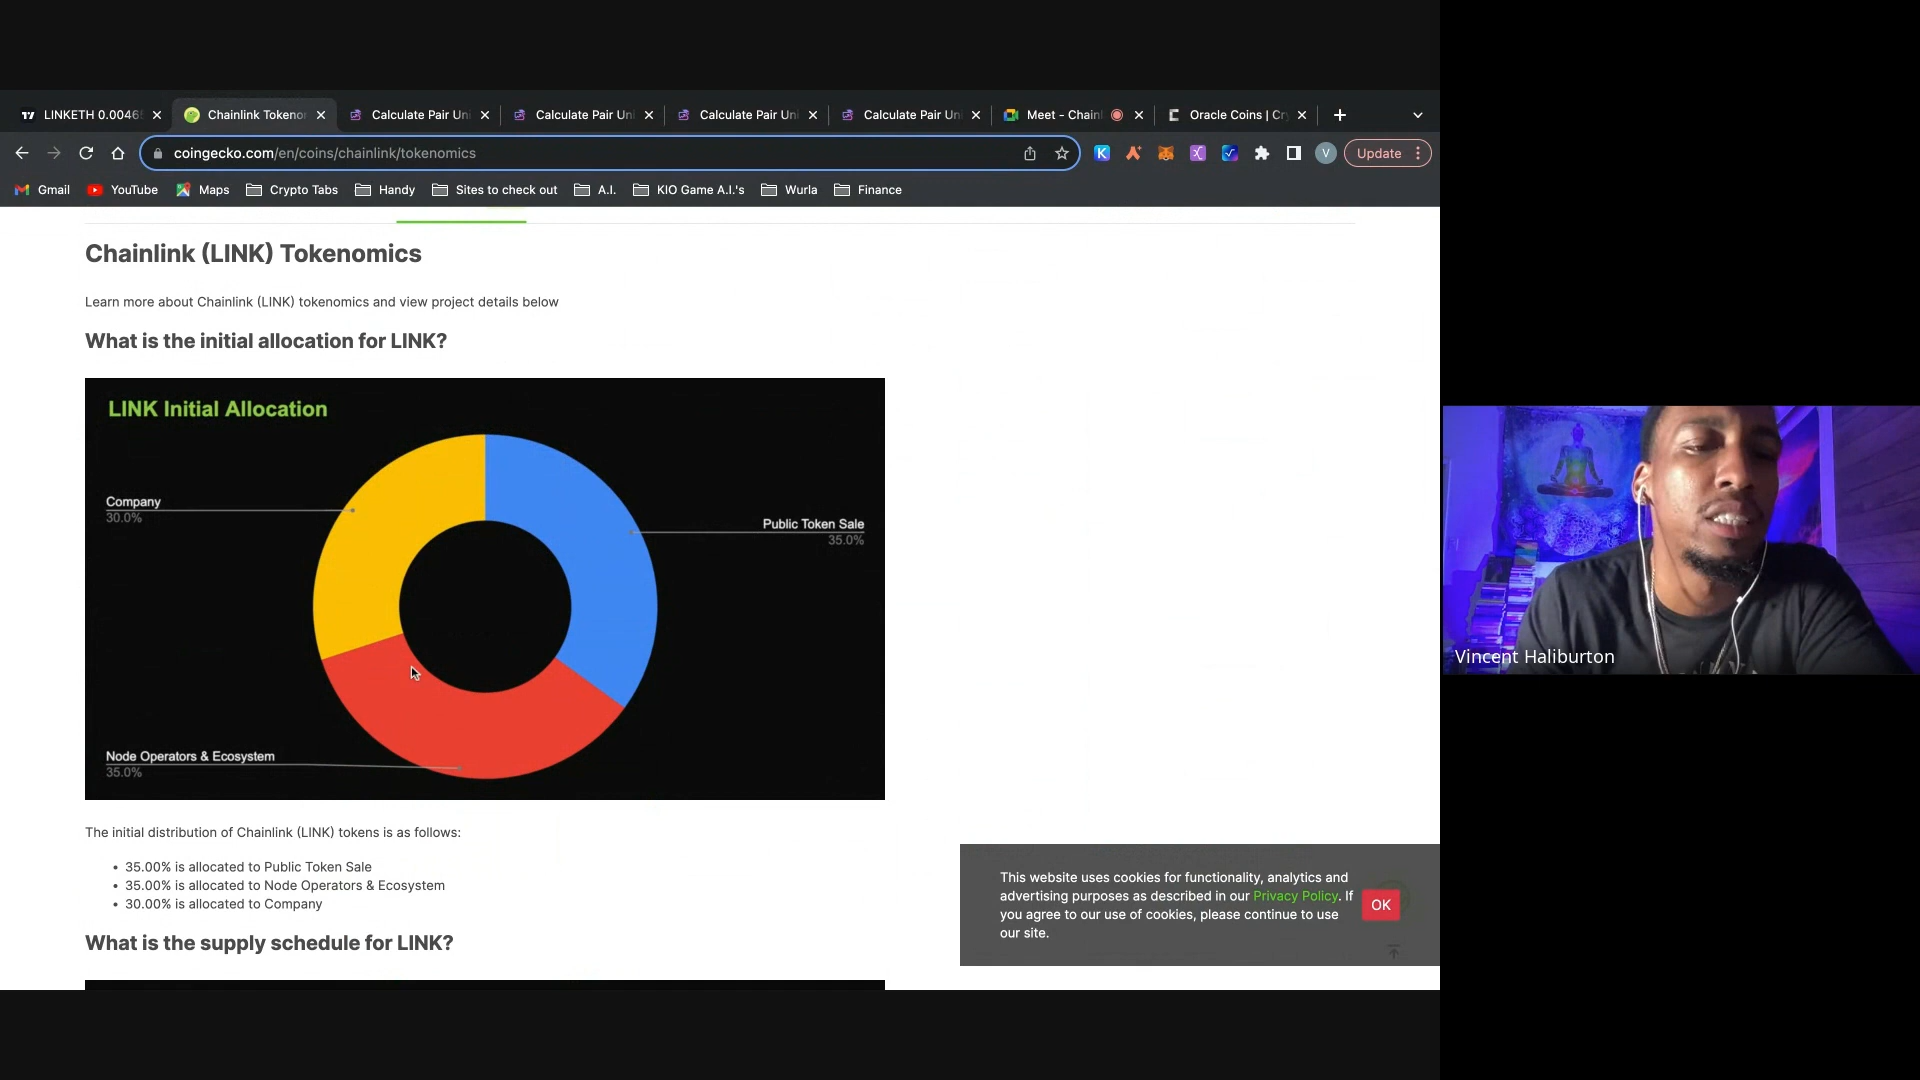 LINKETH 0.0046
Chainlink Tokeno
Calculate Pair Un
Calculate Pair Un
Calculate Pair Un
Calculate Pair Un
Meet - Chain
Oracle Coins | Cr
coingecko.com/en/coins/chainlink/tokenomics
K
V
Update
Gmail
YouTube
Maps
Crypto Tabs
Handy
Sites to check out
A.I.
KIO Game A.I.'s
Wurla
Finance
Chainlink (LINK) Tokenomics
Learn more about Chainlink (LINK) tokenomics and view project details below
What is the initial allocation for LINK?
LINK Initial Allocation
Company
30.0%
Public Token Sale
35.0%
Node Operators & Ecosystem
35.0%
The initial distribution of Chainlink (LINK) tokens is as follows:
• 35.00% is allocated to Public Token Sale
• 35.00% is allocated to Node Operators & Ecosystem
• 30.00% is allocated to Company
What is the supply schedule for LINK?
This website uses cookies for functionality, analytics and
advertising purposes as described in our Privacy Policy. If
you agree to our use of cookies, please continue to use
our site.
OK
Vincent Haliburton